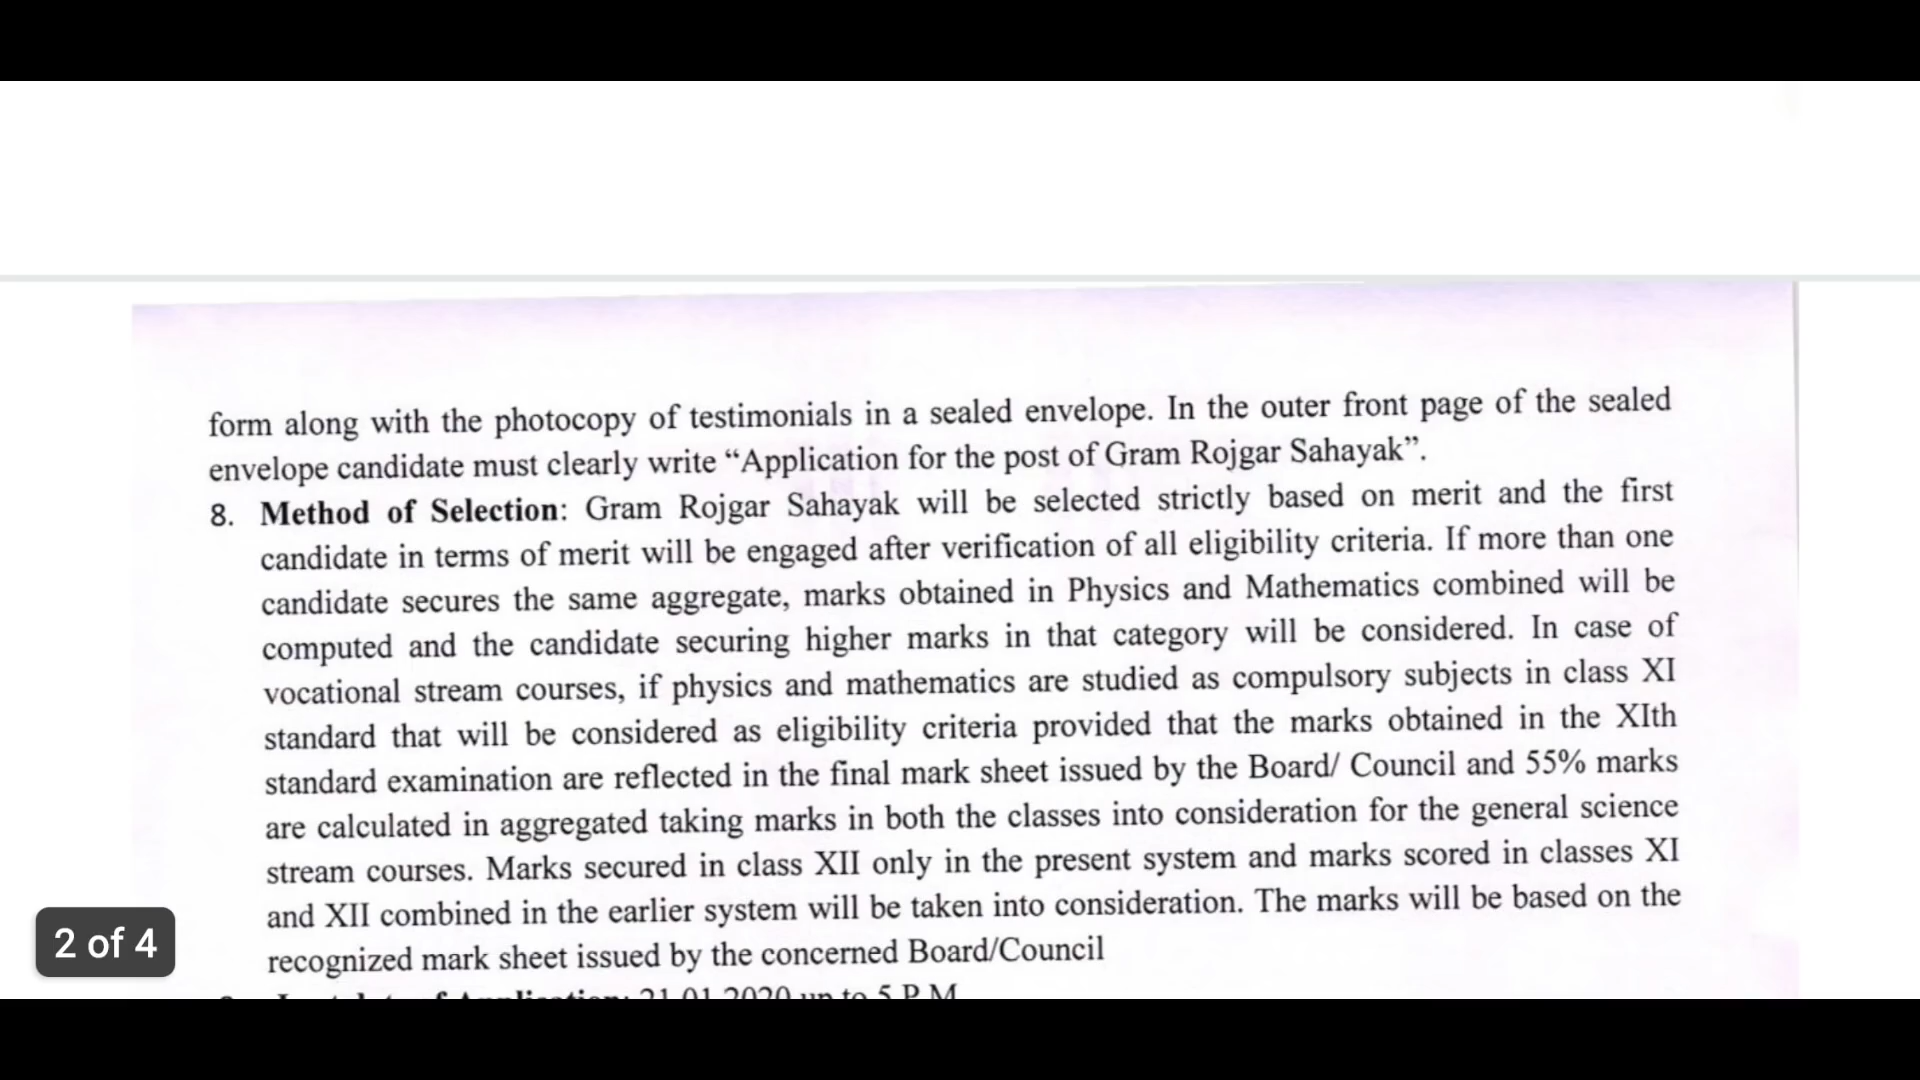 form along with the photocopy of testimonials in a sealed envelope. In the outer front page of the sealed
envelope candidate must clearly write “Application for the post of Gram Rojgar Sahayak”.
8. Method of Selection: Gram Rojgar Sahayak will be selected strictly based on merit and the first
candidate in terms of merit will be engaged after verification of all eligibility criteria. If more than one
candidate secures the same aggregate, marks obtained in Physics and Mathematics combined will be
computed and the candidate securing higher marks in that category will be considered. In case of
vocational stream courses, if physics and mathematics are studied as compulsory subjects in class XI
standard that will be considered as eligibility criteria provided that the marks obtained in the XIth
standard examination are reflected in the final mark sheet issued by the Board/ Council and 55% marks
are calculated in aggregated taking marks in both the classes into consideration for the general science
stream courses. Marks secured in class XII only in the present system and marks scored in classes XI
and XII combined in the earlier system will be taken into consideration. The marks will be based on the
recognized mark sheet issued by the concerned Board/Council
of Application: 21.01.2020 up to 5 P.M
2 of 4